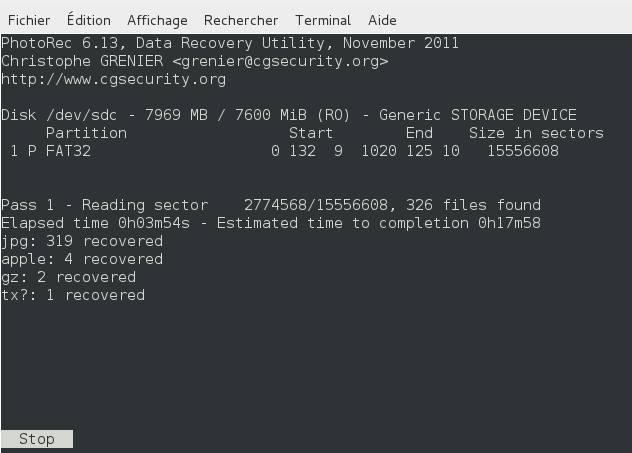 Fichier Édition Affichage Rechercher Terminal Aide
PhotoRec 6.13, Data Recovery Utility, November 2011
Christophe GRENIER <grenier@cgsecurity.org>
http://www.cgsecurity.org
Disk /dev/sdc - 7969 MB / 7600 MiB (RO) - Generic STORAGE DEVICE
Partition Start End Size in sectors
1 P FAT32 0 132 9 1020 125 10 15556608
Pass 1 - Reading sector 2774568/15556608, 326 files found
Elapsed time 0h03m54s - Estimated time to completion 0h17m58
jpg: 319 recovered
apple: 4 recovered
gz: 2 recovered
tx?: 1 recovered
Stop